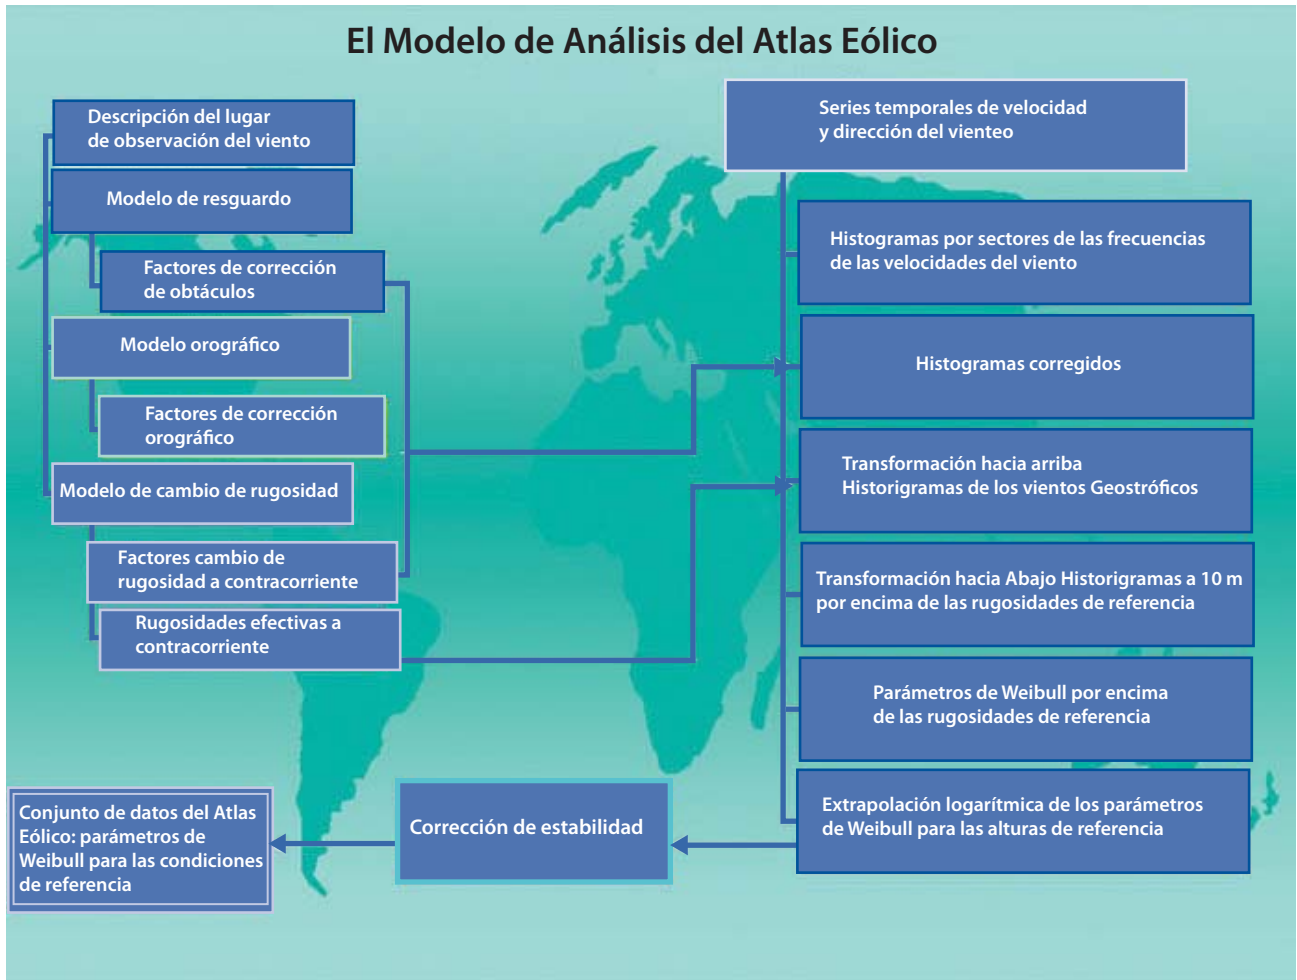 El Modelo de Análisis del Atlas Eólico
Descripción del lugar
de observación del viento
Modelo de resguardo
Factores de corrección
de obtáculos
Modelo orográfico
Factores de corrección
orográfico
Modelo de cambio de rugosidad
Factores cambio de
rugosidad a contracorriente
Rugosidades efectivas a
contracorriente
Series temporales de velocidad
y dirección del vienteo
Histogramas por sectores de las frecuencias
de las velocidades del viento
Histogramas corregidos
Transformación hacia arriba
Historigramas de los vientos Geostróficos
Transformación hacia Abajo Historigramas a 10 m
por encima de las rugosidades de referencia
Parámetros de Weibull por encima
de las rugosidades de referencia
Extrapolación logarítmica de los parámetros
de Weibull para las alturas de referencia
Corrección de estabilidad
Conjunto de datos del Atlas
Eólico: parámetros de
Weibull para las condiciones
de referencia